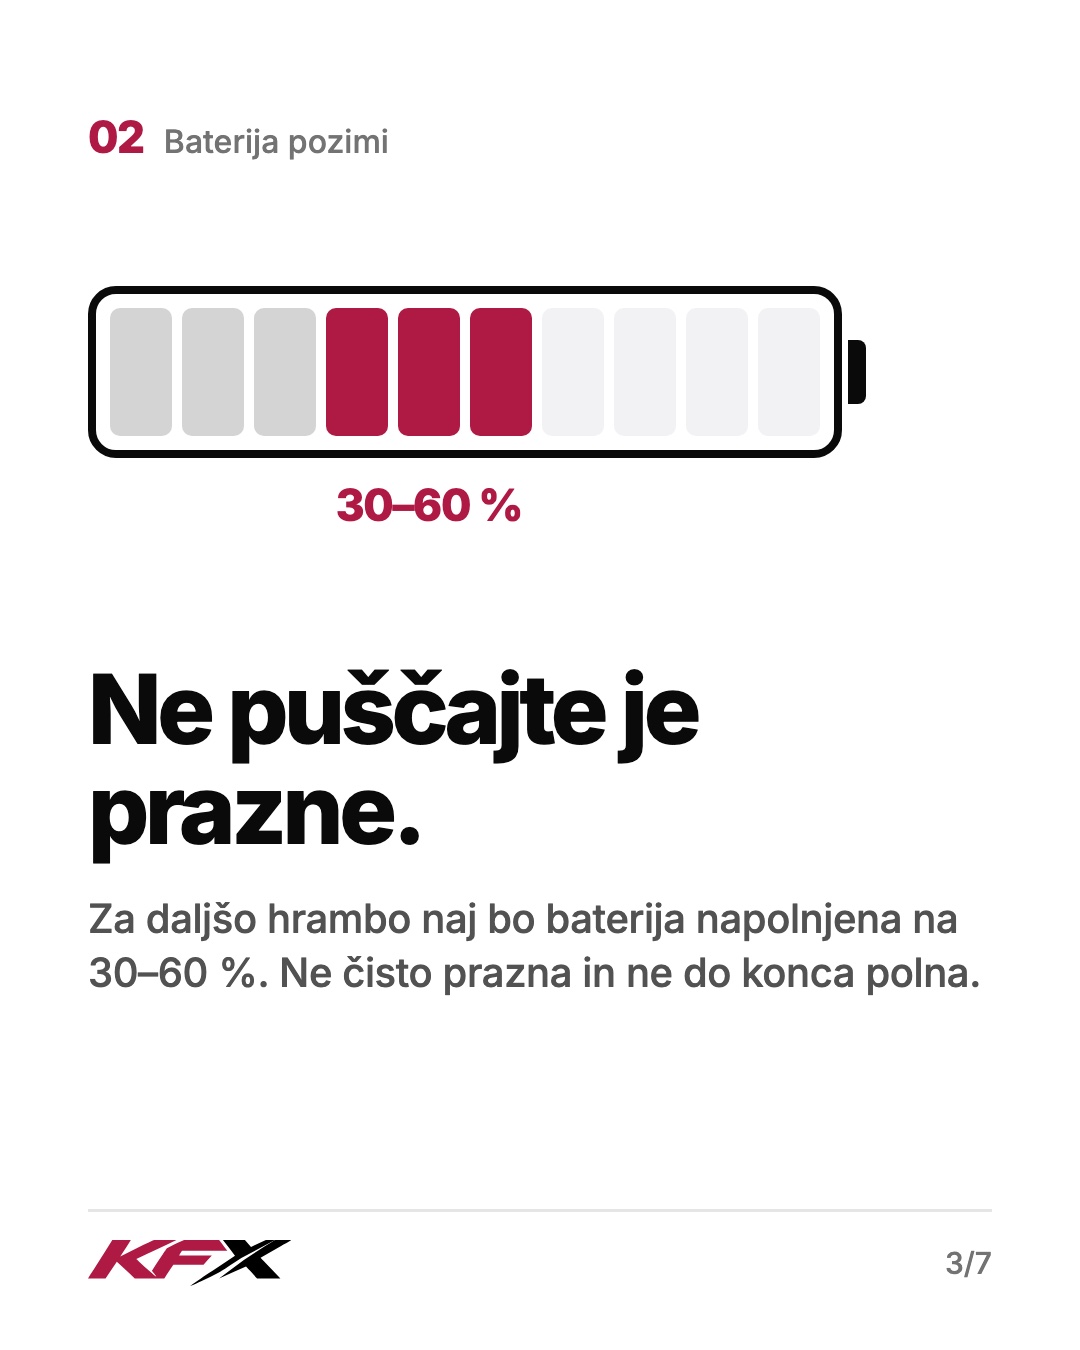 02 Baterija pozimi
30–60 %
Ne puščajte je
prazne.
Za daljšo hrambo naj bo baterija napolnjena na
30–60 %. Ne čisto prazna in ne do konca polna.
KFX
3/7